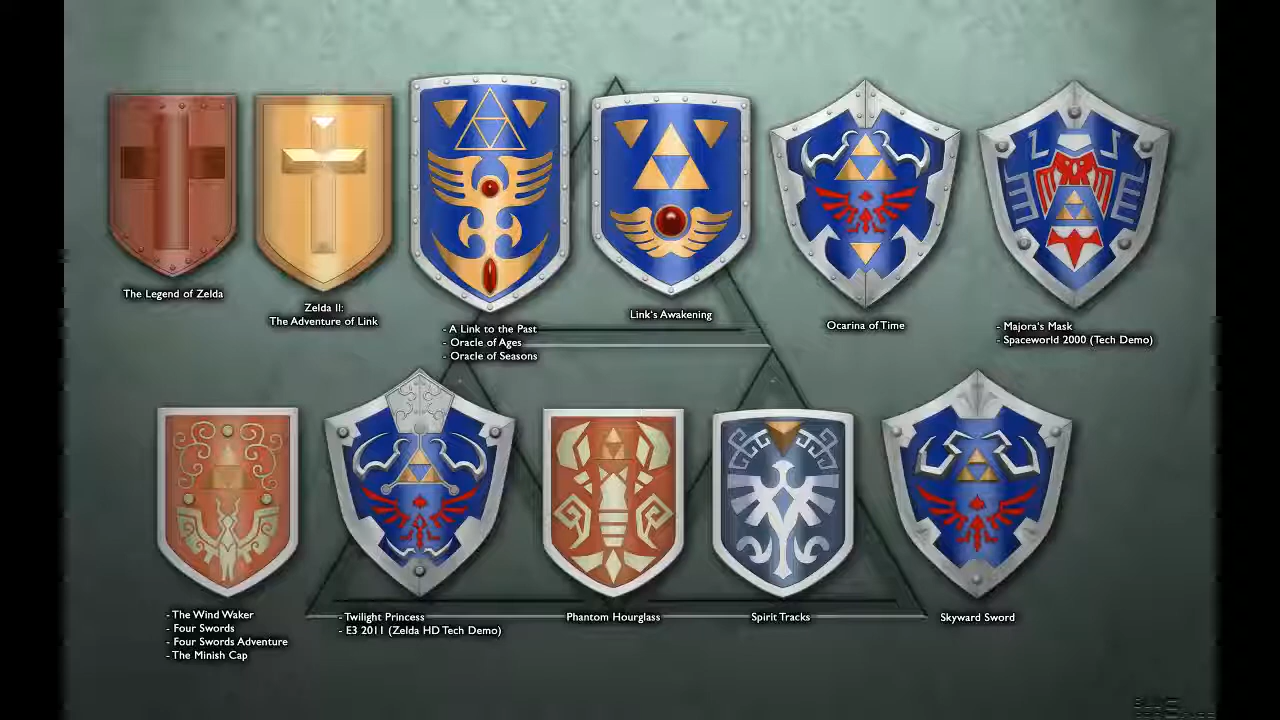 The Legend of Zelda
Zelda II:
The Adventure of Link
- A Link to the Past
- Oracle of Ages
- Oracle of Seasons
Link's Awakening
Ocarina of Time
- Majora's Mask
- Spaceworld 2000 (Tech Demo)
- The Wind Waker
- Four Swords
- Four Swords Adventure
- The Minish Cap
- Twilight Princess
- E3 2011 (Zelda HD Tech Demo)
Phantom Hourglass
Spirit Tracks
Skyward Sword